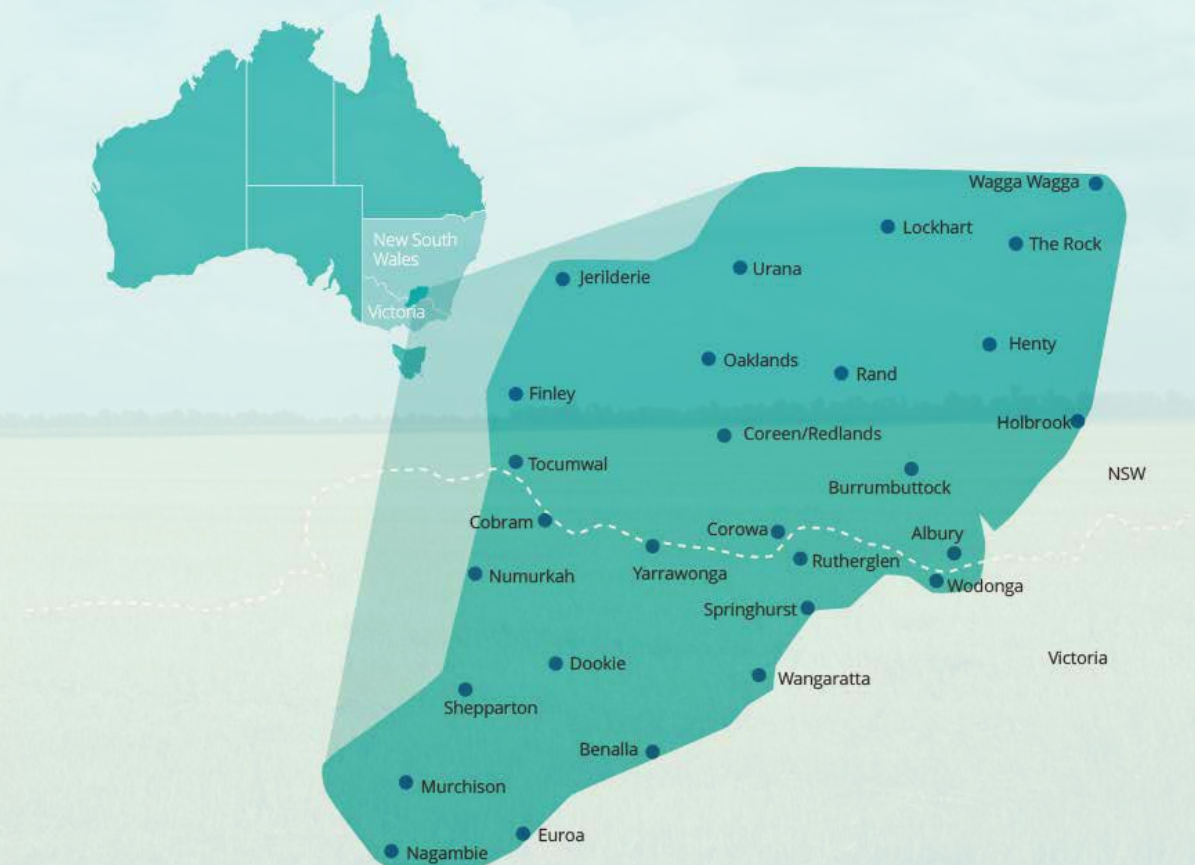 New South
Wales
Victoria
Wagga Wagga
Lockhart
The Rock
Urana
Jerilderie
Henty
Oaklands
Rand
Finley
Holbrook
Coreen/Redlands
Tocumwal
NSW
Burrumbuttock
Cobram
Corowa
Albury
Rutherglen
Yarrawonga
Numurkah
Wodonga
Springhurst
Victoria
Dookie
Wangaratta
Shepparton
Benalla
Murchison
Euroa
Nagambie